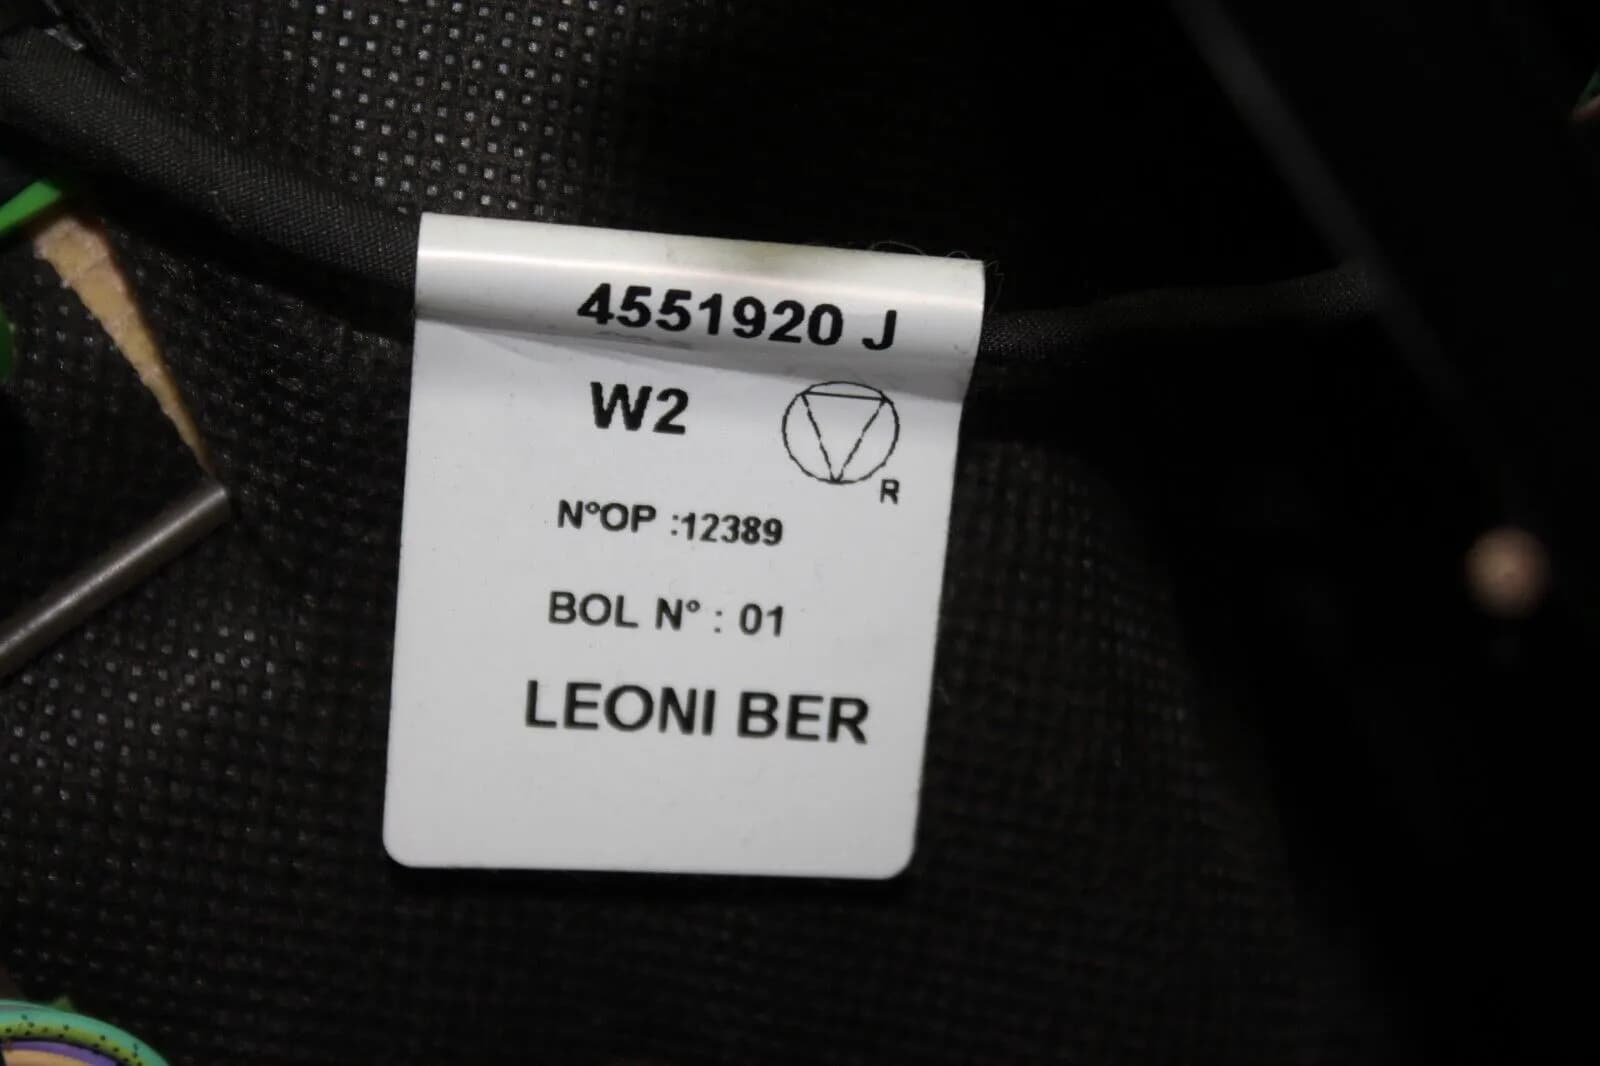 4551920 J
W2
R
N°OP :12389
BOL N° : 01
LEONI BER